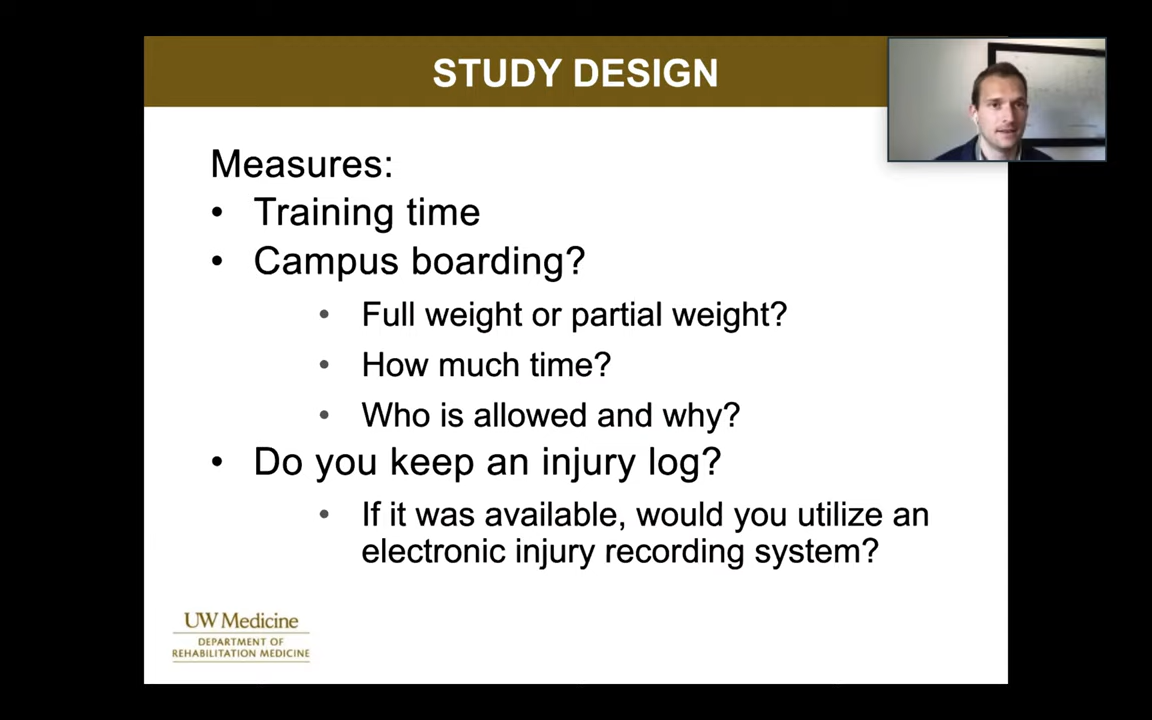 STUDY DESIGN
Measures:
• Training time
• Campus boarding?
• Full weight or partial weight?
• How much time?
• Who is allowed and why?
• Do you keep an injury log?
• If it was available, would you utilize an
electronic injury recording system?
UW Medicine
DEPARTMENT OF
REHABILITATION MEDICINE